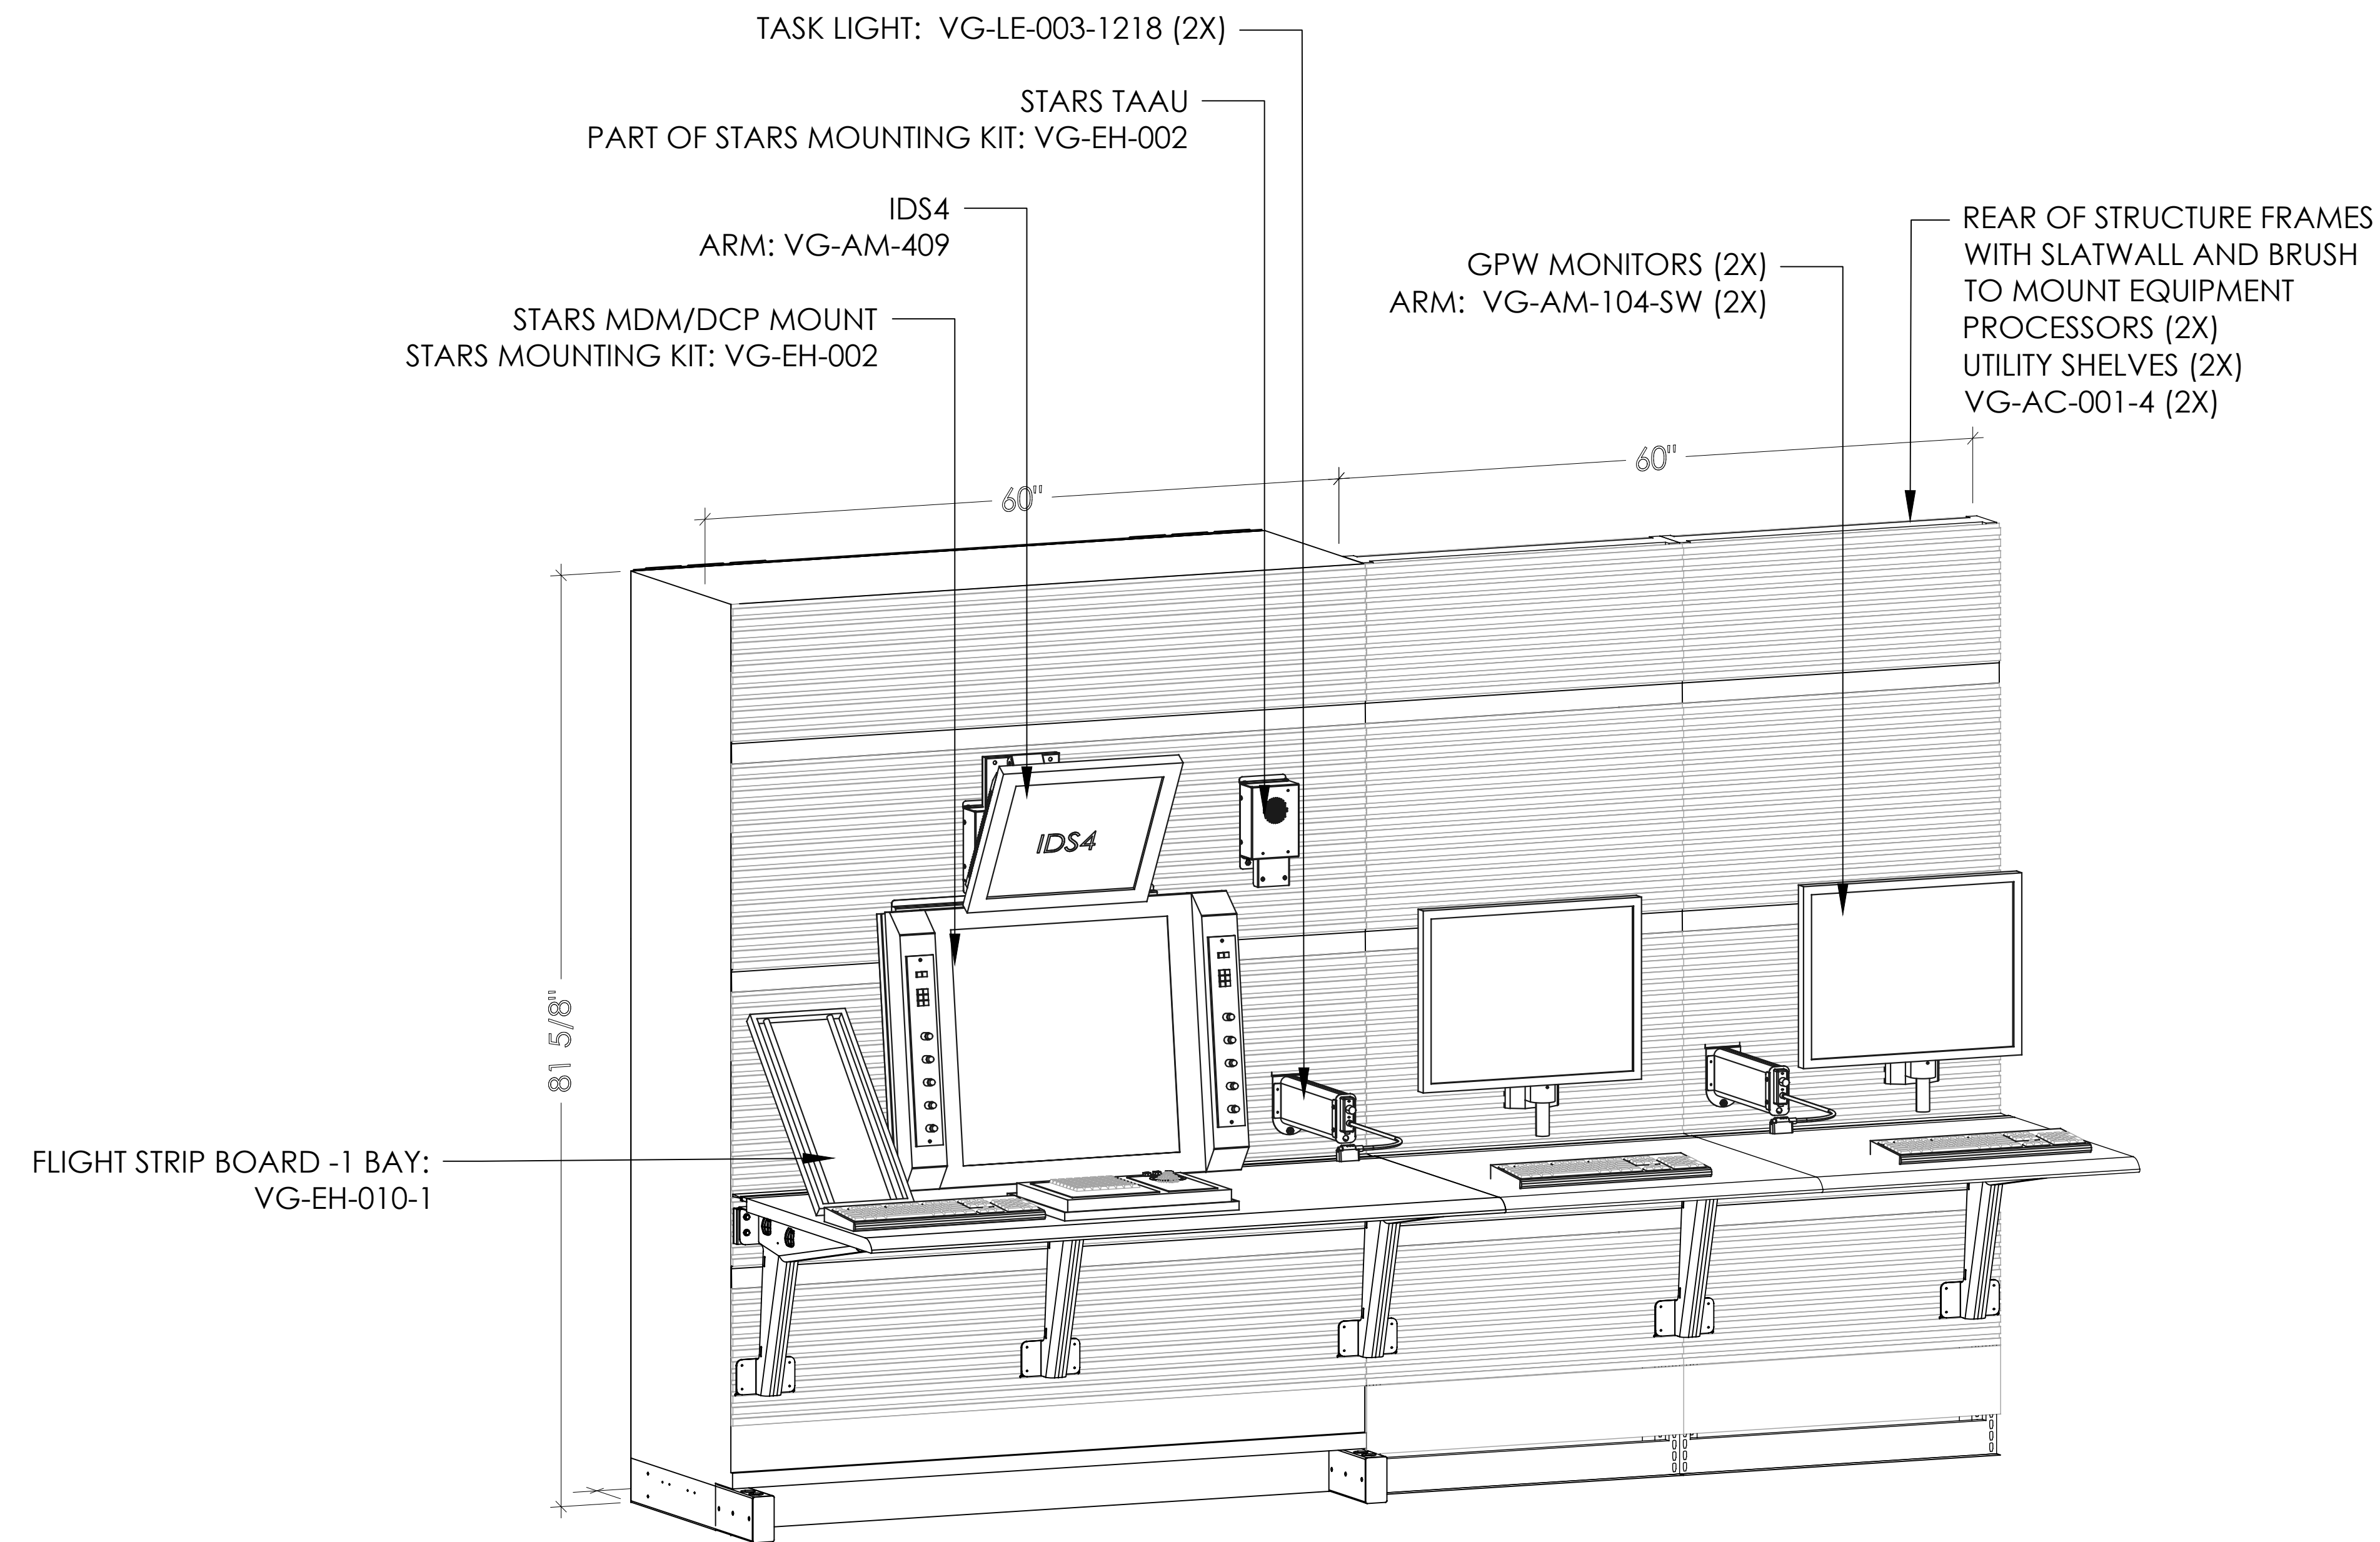 TASK LIGHT:  VG-LE-003-1218 (2X)
STARS TAAU
PART OF STARS MOUNTING KIT: VG-EH-002
IDS4
ARM: VG-AM-409
STARS MDM/DCP MOUNT
STARS MOUNTING KIT: VG-EH-002
GPW MONITORS (2X)
ARM:  VG-AM-104-SW (2X)
REAR OF STRUCTURE FRAMES
WITH SLATWALL AND BRUSH
TO MOUNT EQUIPMENT
PROCESSORS (2X)
UTILITY SHELVES (2X)
VG-AC-001-4 (2X)
60"
60"
IDS4
81 5/8"
FLIGHT STRIP BOARD -1 BAY:
VG-EH-010-1